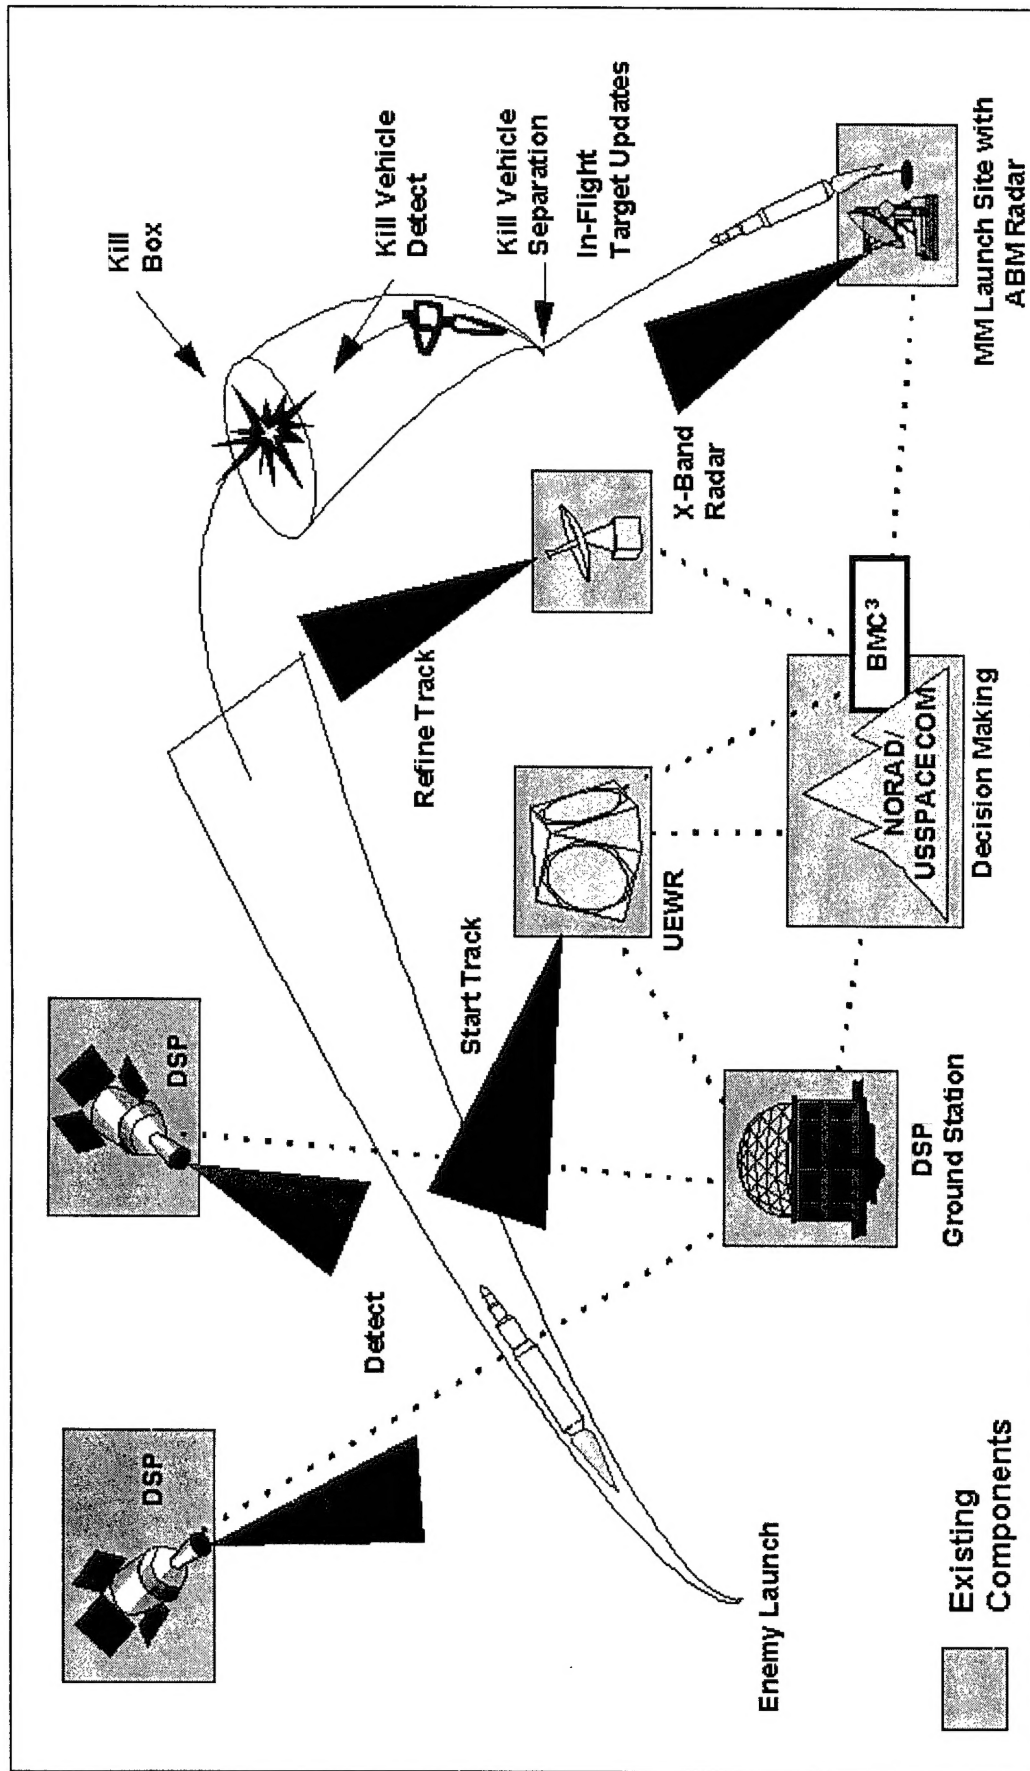 Kill
Box
Kill Vehicle
Detect
Kill Vehicle
Separation
In-Flight
Target Updates
DSP
DSP
Detect
Start Track
Refine Track
X-Band
Radar
UEWR
MM Launch Site with
ABM Radar
BMC³
NORAD/
USSPACECOM
Decision Making
DSP
Ground Station
Enemy Launch
Existing
Components